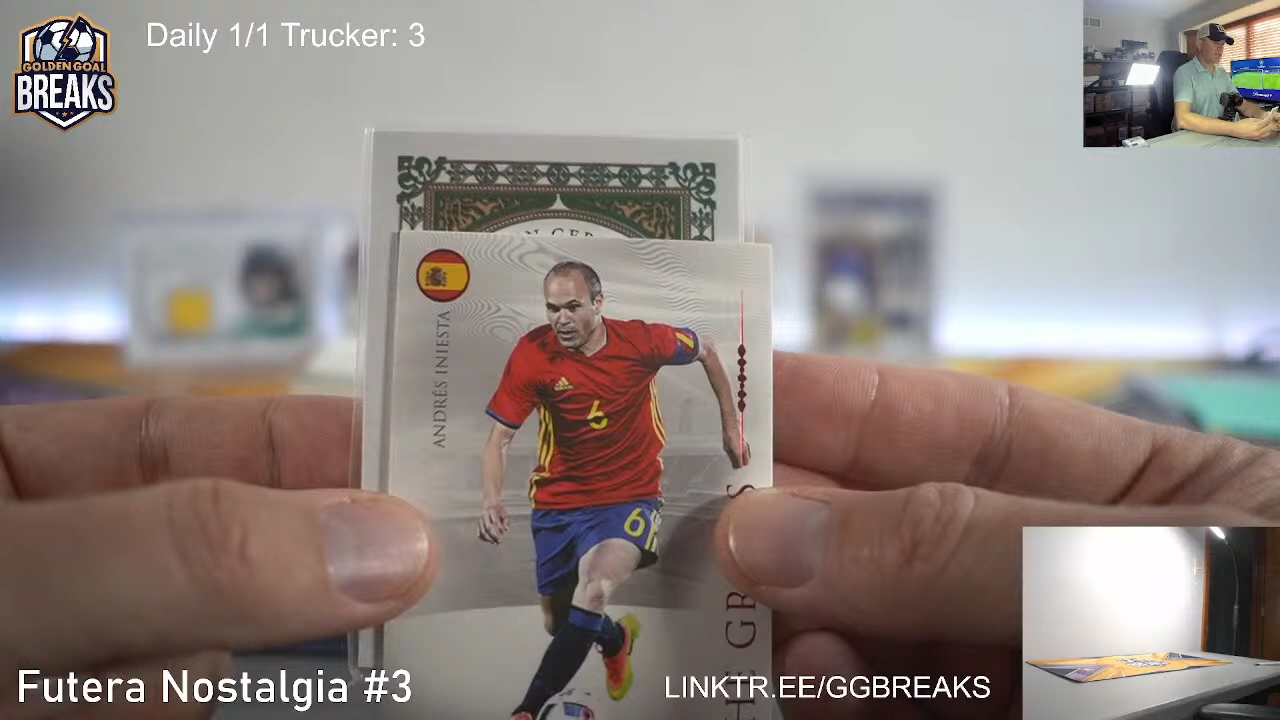 Daily 1/1 Trucker: 3
GOLDEN GOAL
BREAKS
ANDRÉS INIESTA
6
6
Futera Nostalgia #3
LINKTR.EE/GGBREAKS